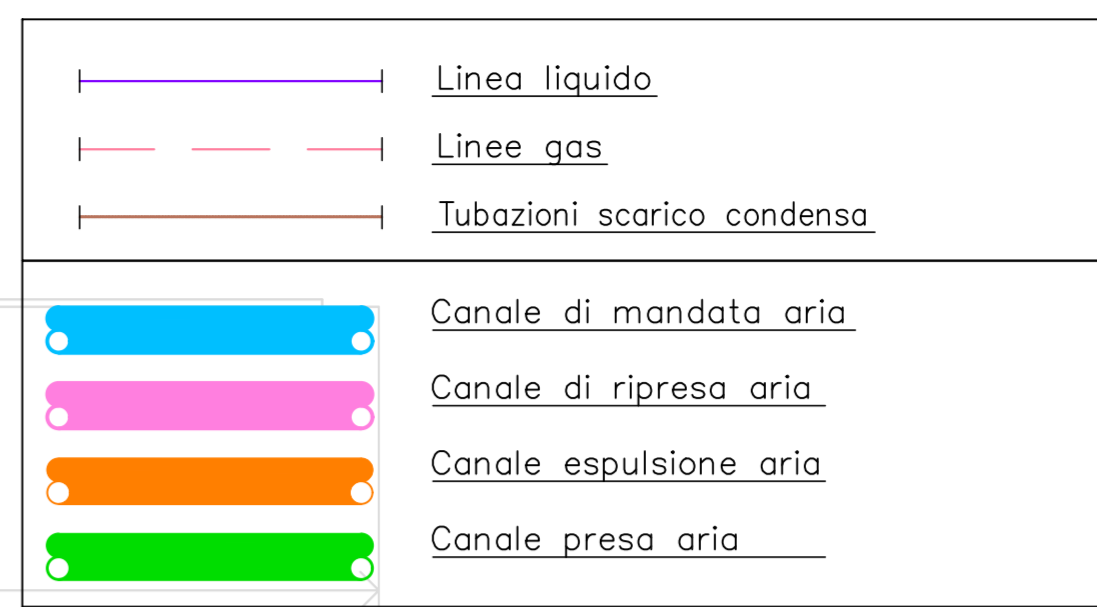 Linea liquido
Linee gas
Tubazioni scarico condensa
Canale di mandata aria
Canale di ripresa aria
Canale espulsione aria
Canale presa aria